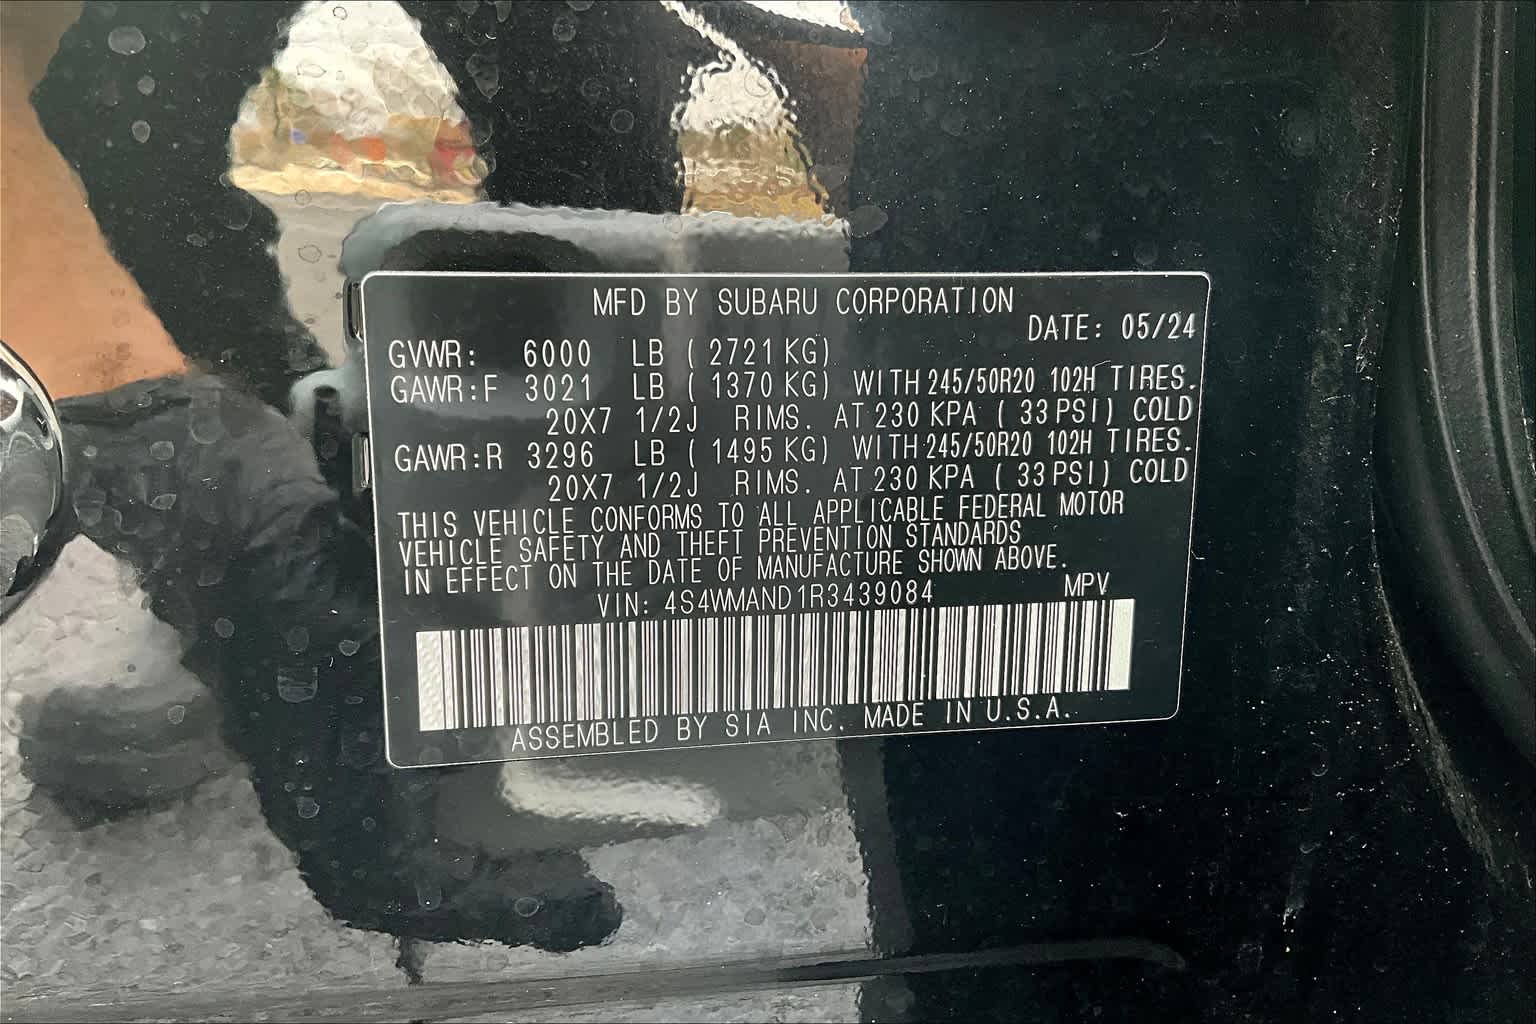 MFD BY SUBARU CORPORATION
DATE: 05/24
GVWR: 6000 LB ( 2721 KG)
GAWR:F 3021 LB ( 1370 KG) WITH 245/50R20 102H TIRES.
20X7 1/2J RIMS. AT 230 KPA ( 33 PSI) COLD
GAWR:R 3296 LB ( 1495 KG) WITH 245/50R20 102H TIRES.
20X7 1/2J RIMS. AT 230 KPA ( 33 PSI) COLD
THIS VEHICLE CONFORMS TO ALL APPLICABLE FEDERAL MOTOR
VEHICLE SAFETY AND THEFT PREVENTION STANDARDS
IN EFFECT ON THE DATE OF MANUFACTURE SHOWN ABOVE.
VIN: 4S4WMAND1R3439084 MPV
ASSEMBLED BY SIA INC. MADE IN U.S.A.